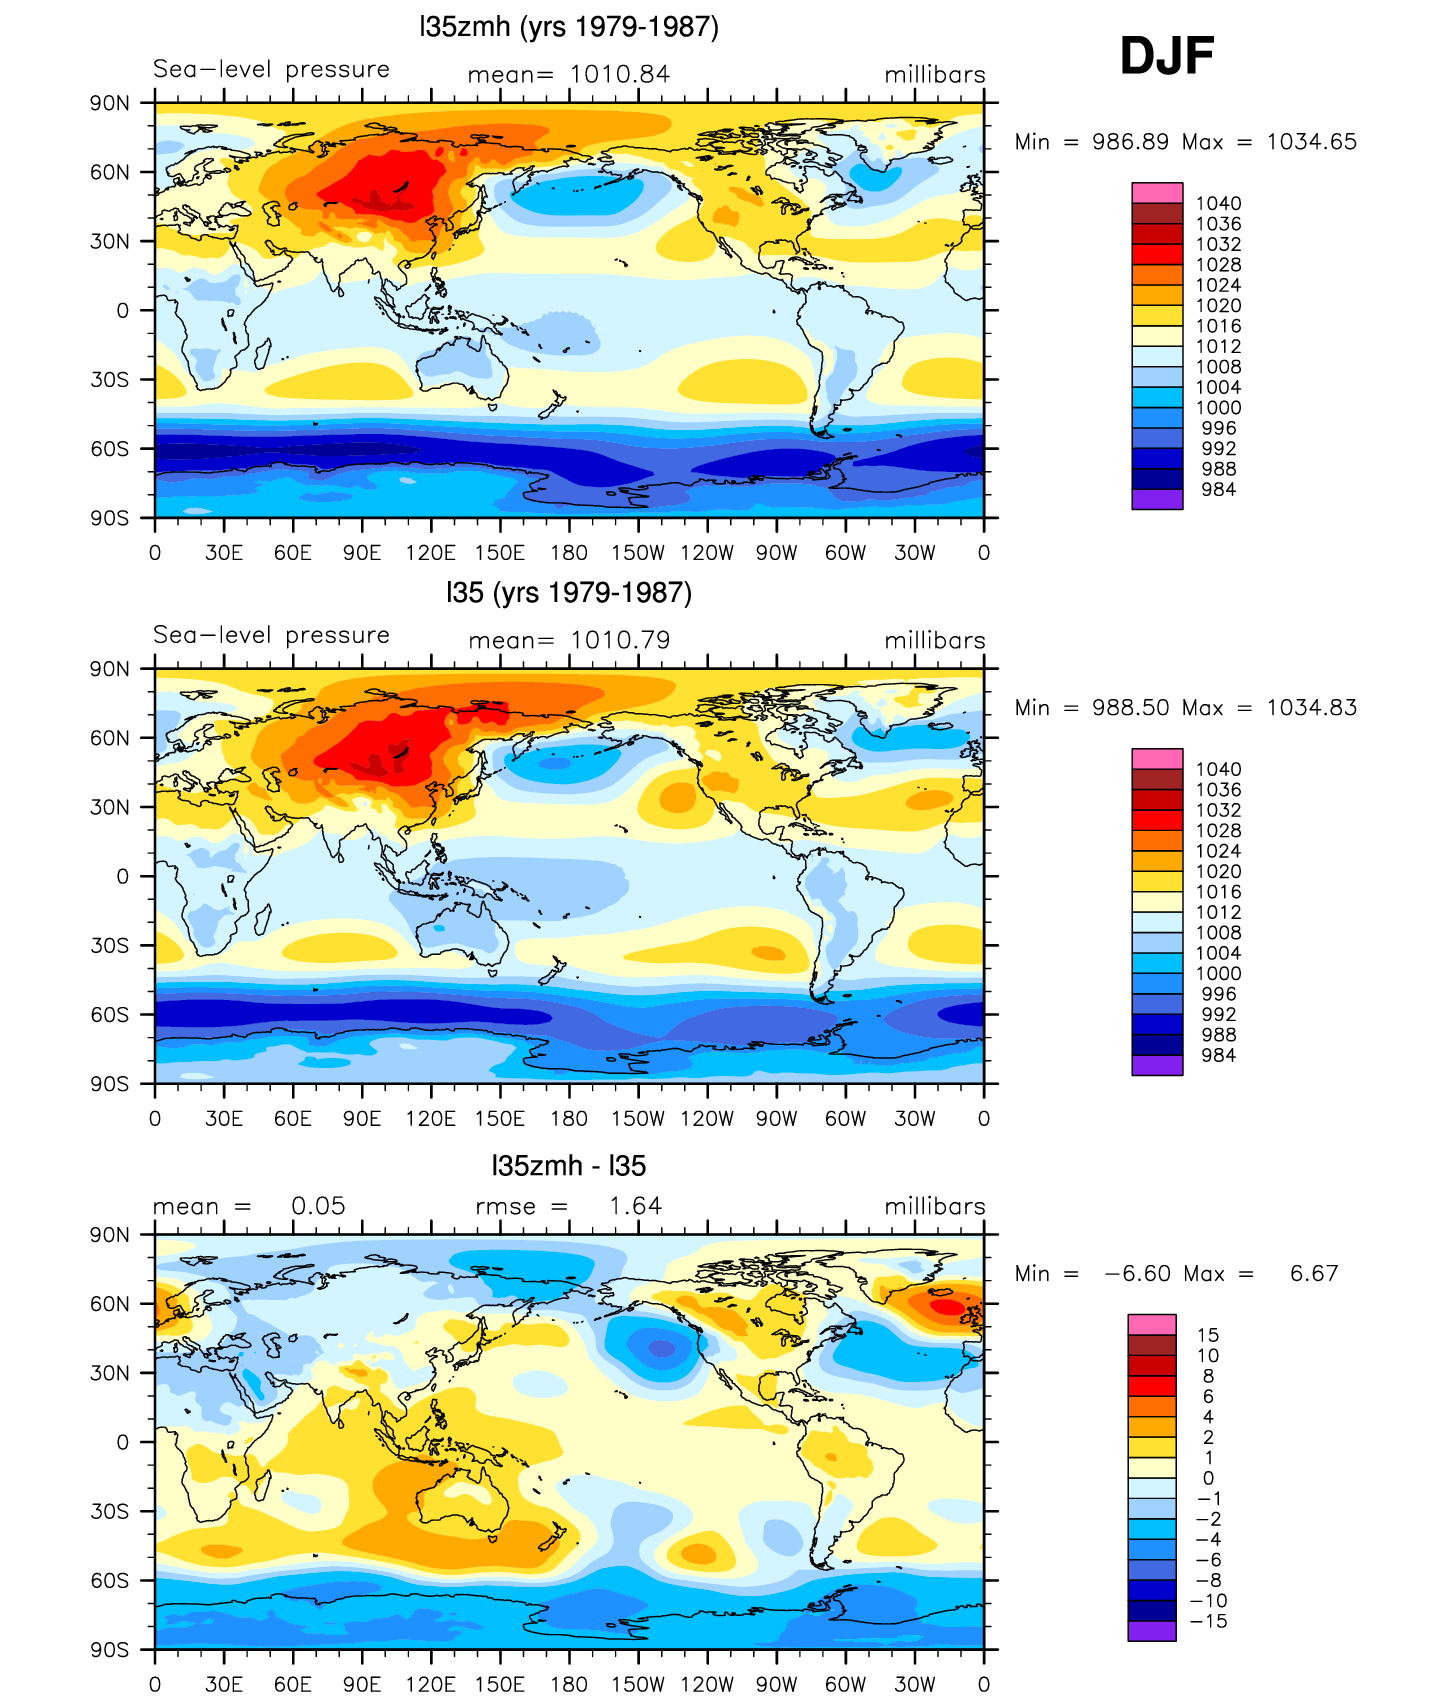 l35zmh (yrs 1979-1987)
DJF
Sea-level pressure mean= 1010.84 millibars
Min = 986.89 Max = 1034.65
90N
60N
30N
0
30S
60S
90S
0 30E 60E 90E 120E 150E 180 150W 120W 90W 60W 30W 0
1040
1036
1032
1028
1024
1020
1016
1012
1008
1004
1000
996
992
988
984
l35 (yrs 1979-1987)
Sea-level pressure mean= 1010.79 millibars
Min = 988.50 Max = 1034.83
90N
60N
30N
0
30S
60S
90S
0 30E 60E 90E 120E 150E 180 150W 120W 90W 60W 30W 0
1040
1036
1032
1028
1024
1020
1016
1012
1008
1004
1000
996
992
988
984
l35zmh - l35
mean = 0.05 rmse = 1.64 millibars
Min = -6.60 Max = 6.67
90N
60N
30N
0
30S
60S
90S
0 30E 60E 90E 120E 150E 180 150W 120W 90W 60W 30W 0
15
10
8
6
4
2
1
0
-1
-2
-4
-6
-8
-10
-15